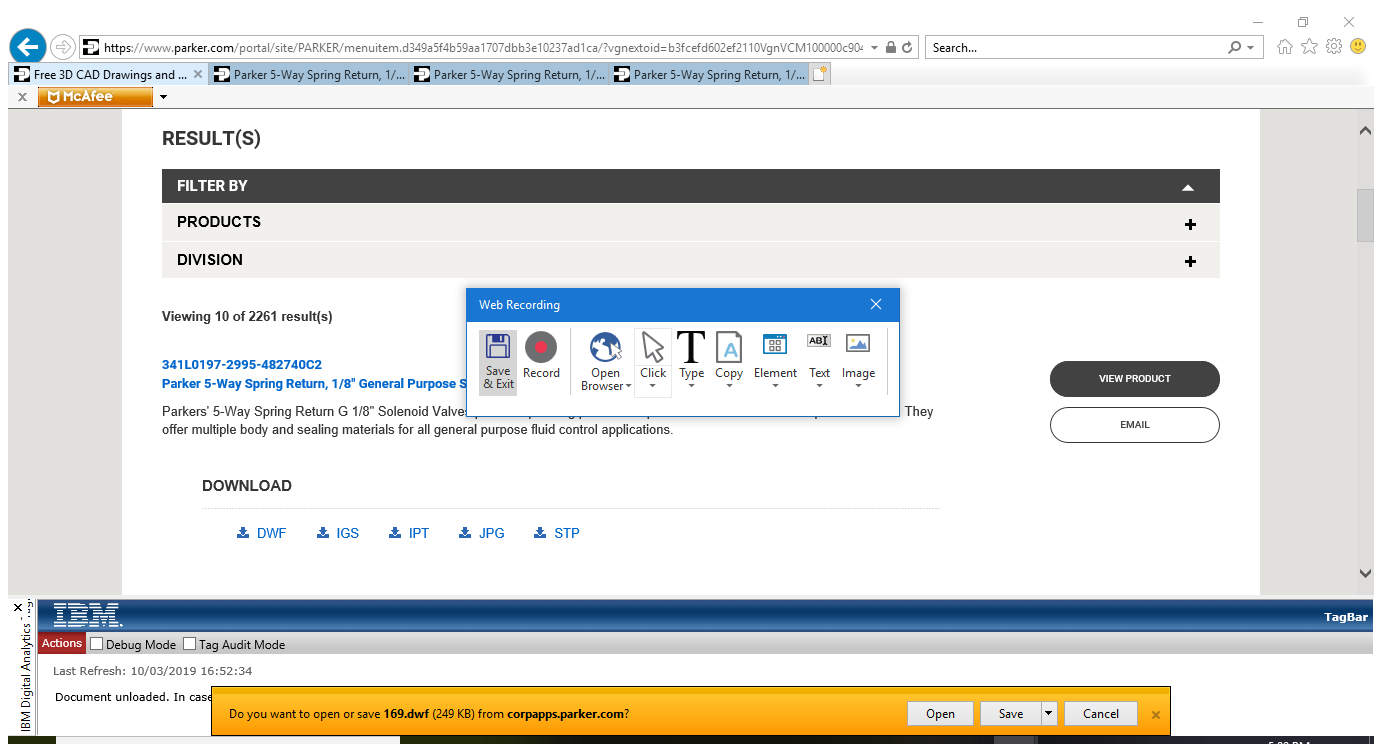 https://www.parker.com/portal/site/PARKER/menuitem.d349a5f4b59aa1707dbb3e10237ad1ca/?vgnextoid=b3fcefd602ef2110VgnVCM100000c904
Search...
Free 3D CAD Drawings and ...
Parker 5-Way Spring Return, 1/...
Parker 5-Way Spring Return, 1/...
Parker 5-Way Spring Return, 1/...
x McAfee
RESULT(S)
FILTER BY
PRODUCTS
DIVISION
Web Recording
Save & Exit
Record
Open Browser
Click
Type
Copy
Element
Text
Image
Viewing 10 of 2261 result(s)
341L0197-2995-482740C2
Parker 5-Way Spring Return, 1/8" General Purpose S
Parkers' 5-Way Spring Return G 1/8" Solenoid Valve
They
offer multiple body and sealing materials for all general purpose fluid control applications.
VIEW PRODUCT
EMAIL
DOWNLOAD
DWF IGS IPT JPG STP
IBM.
TagBar
IBM Digital Analytics
Actions Debug Mode Tag Audit Mode
Last Refresh: 10/03/2019 16:52:34
Document unloaded. In case
Do you want to open or save 169.dwf (249 KB) from corpapps.parker.com?
Open
Save
Cancel